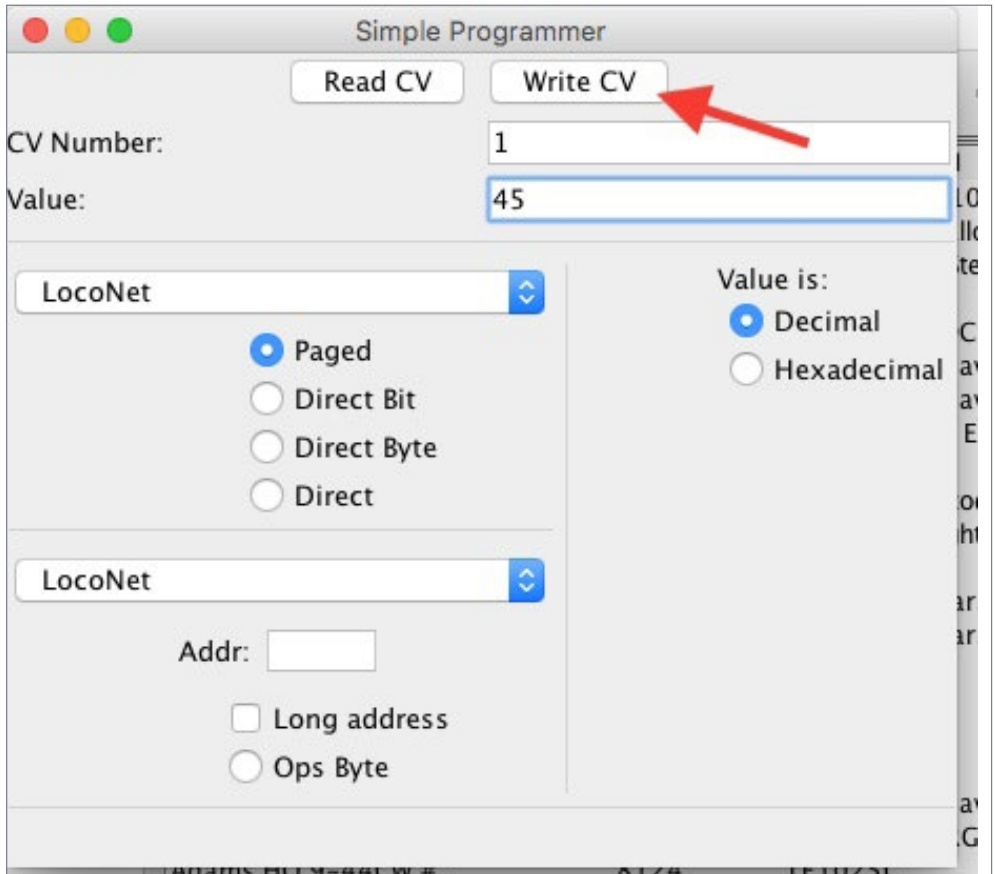 Simple Programmer
Read CV Write CV
CV Number: 1
Value: 45
LocoNet
Value is:
Paged
Decimal
Direct Bit
Hexadecimal
Direct Byte
Direct
LocoNet
Addr:
Long address
Ops Byte